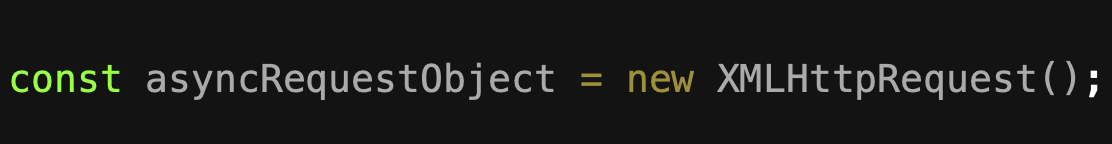 const asyncRequestObject = new XMLHttpRequest();